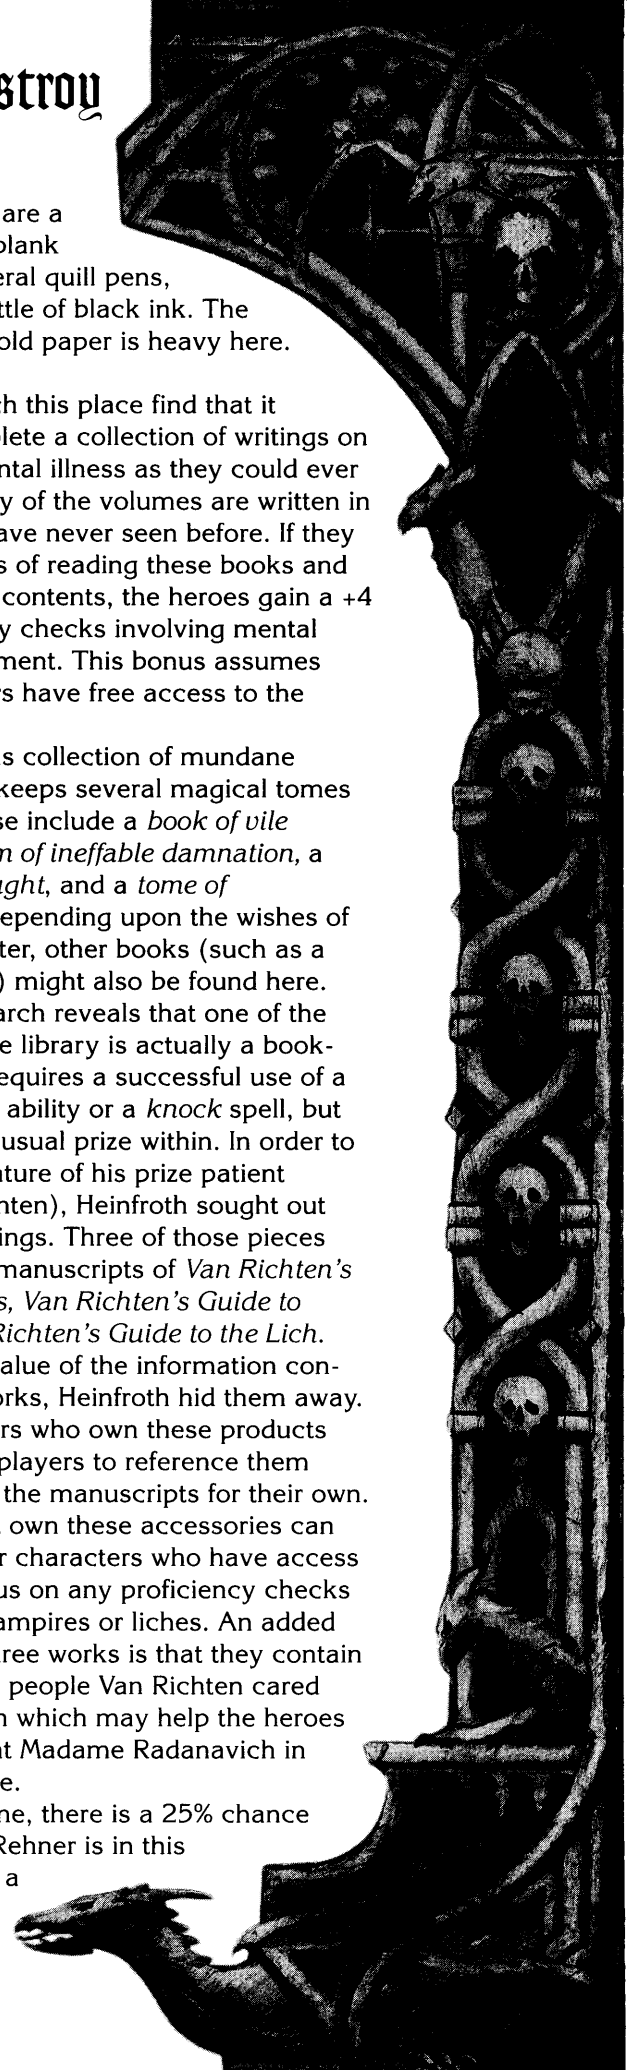 stroy
are a
blank
eral quill pens,
ttle of black ink. The
old paper is heavy here.
h this place find that it
lete a collection of writings on
ntal illness as they could ever
y of the volumes are written in
ave never seen before. If they
s of reading these books and
contents, the heroes gain a +4
y checks involving mental
ment. This bonus assumes
rs have free access to the
s collection of mundane
keeps several magical tomes
se include a book of vile
m of ineffable damnation, a
ught, and a tome of
epending upon the wishes of
ter, other books (such as a
) might also be found here.
arch reveals that one of the
e library is actually a book-
equires a successful use of a
ability or a knock spell, but
usual prize within. In order to
ature of his prize patient
hten), Heinfroth sought out
ings. Three of those pieces
manuscripts of Van Richten's
s, Van Richten's Guide to
Richten's Guide to the Lich.
alue of the information con-
orks, Heinfroth hid them away.
rs who own these products
players to reference them
the manuscripts for their own.
own these accessories can
r characters who have access
us on any proficiency checks
ampires or liches. An added
ree works is that they contain
people Van Richten cared
n which may help the heroes
at Madame Radanavich in
e.
ne, there is a 25% chance
Rehner is in this
a